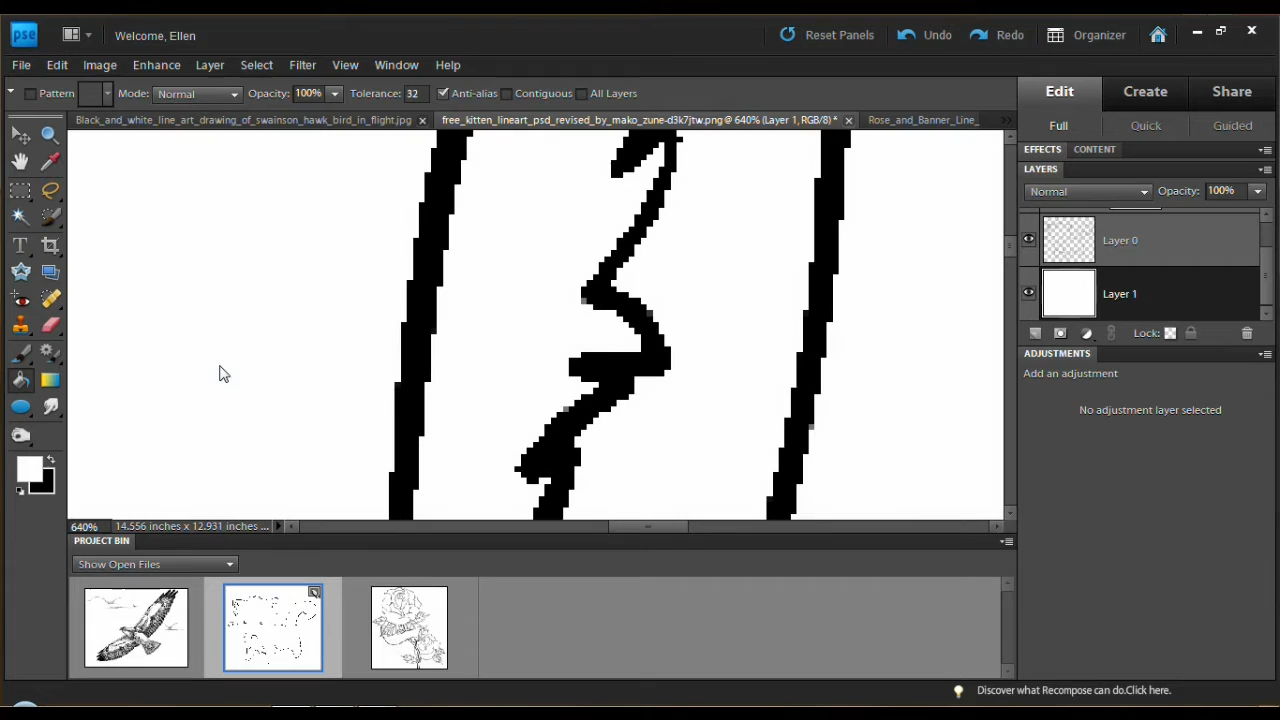 pse Welcome, Ellen Reset Panels Undo Redo Organizer
File Edit Image Enhance Layer Select Filter View Window Help
Pattern Mode: Normal Opacity: 100% Tolerance: 32 Anti-alias Contiguous All Layers
Edit Create Share
Black_and_white_line_art_drawing_of_swainson_hawk_bird_in_flight.jpg free_kitten_lineart_psd_revised_by_mako_zune-d3k7jtw.png @ 640% (Layer 1, RGB/8) * Rose_and_Banner_Line_
Full Quick Guided
EFFECTS CONTENT
LAYERS
Normal Opacity: 100%
Layer 0
Layer 1
Lock:
ADJUSTMENTS
Add an adjustment
No adjustment layer selected
640% 14.556 inches x 12.931 inches ...
PROJECT BIN
Show Open Files
Discover what Recompose can do.Click here.